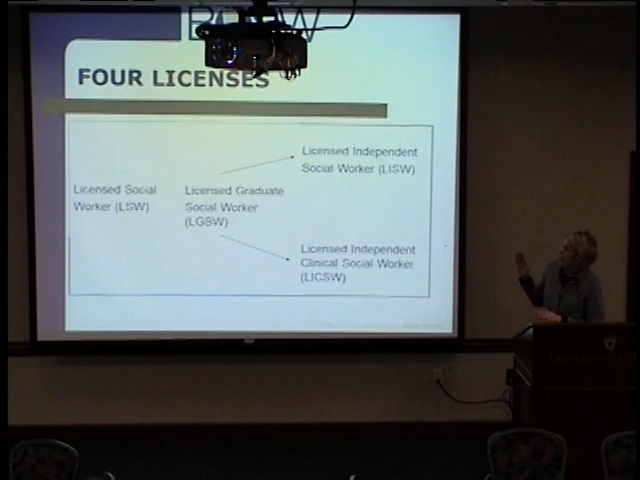 FOUR LICENSES
Licensed Independent
Social Worker (LISW)
Licensed Social
Worker (LSW)
Licensed Graduate
Social Worker
(LGSW)
Licensed Independent
Clinical Social Worker
(LICSW)